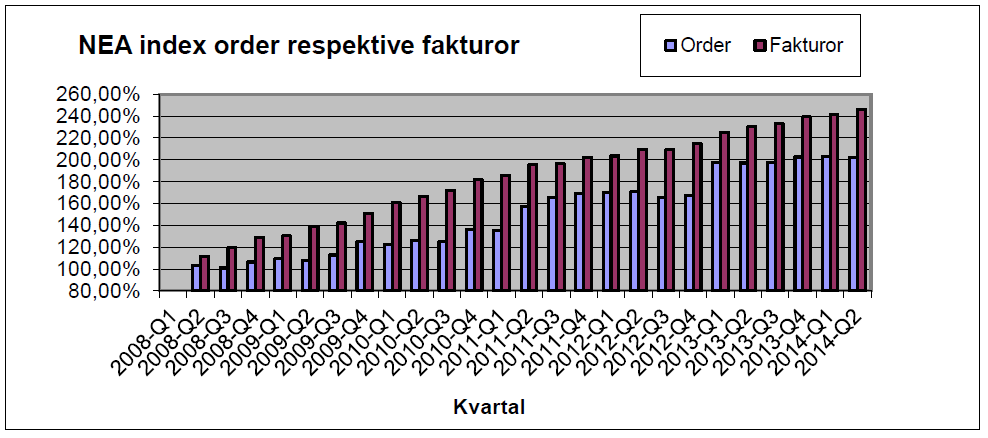 NEA index order respektive fakturor
Order
Fakturor
260,00%
240,00%
220,00%
200,00%
180,00%
160,00%
140,00%
120,00%
100,00%
80,00%
2008-Q1
2008-Q2
2008-Q3
2008-Q4
2009-Q1
2009-Q2
2009-Q3
2009-Q4
2010-Q1
2010-Q2
2010-Q3
2010-Q4
2011-Q1
2011-Q2
2011-Q3
2011-Q4
2012-Q1
2012-Q2
2012-Q3
2012-Q4
2013-Q1
2013-Q2
2013-Q3
2013-Q4
2014-Q1
2014-Q2
Kvartal